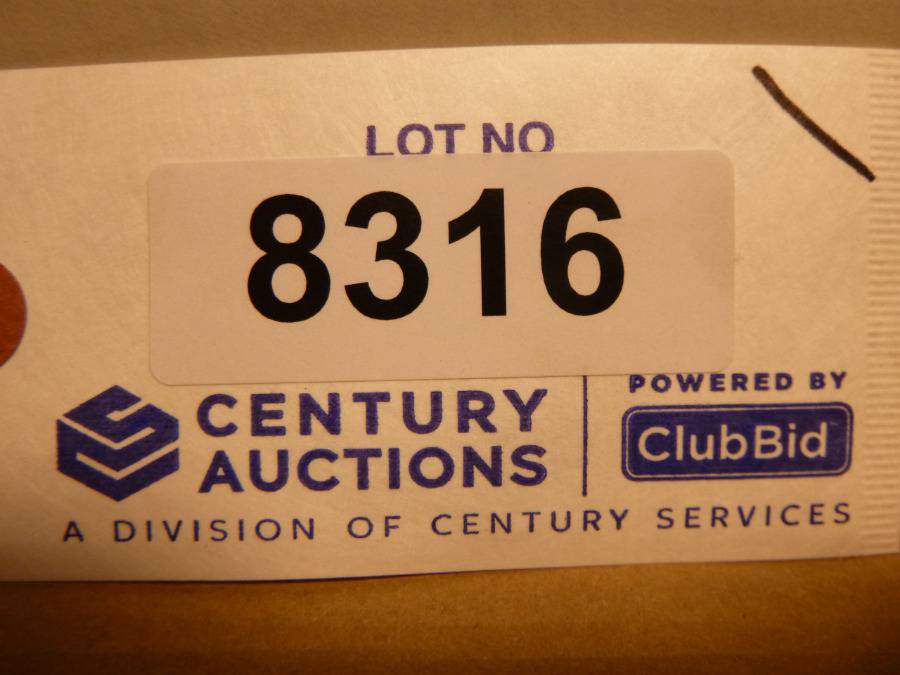 LOT NO
8316
CENTURY
AUCTIONS
POWERED BY
ClubBid
A DIVISION OF CENTURY SERVICES